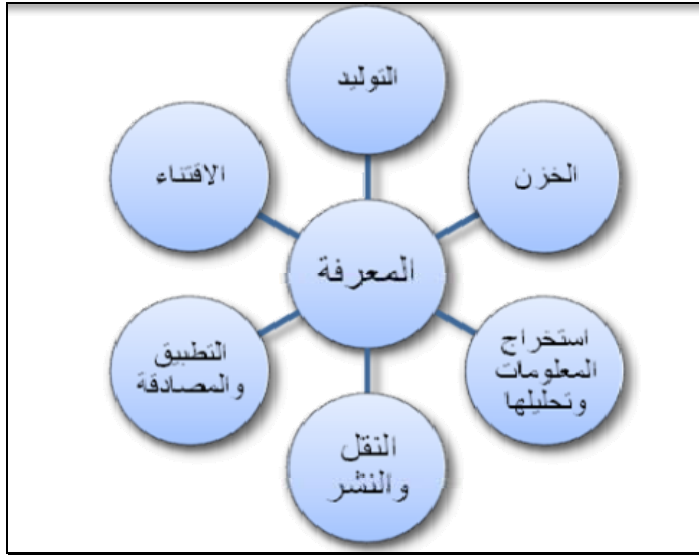 التوليد
الخزن
استخراج
المعلومات
وتحليلها
النقل
والنشر
التطبيق
والمصادقة
الاقتناء
المعرفة